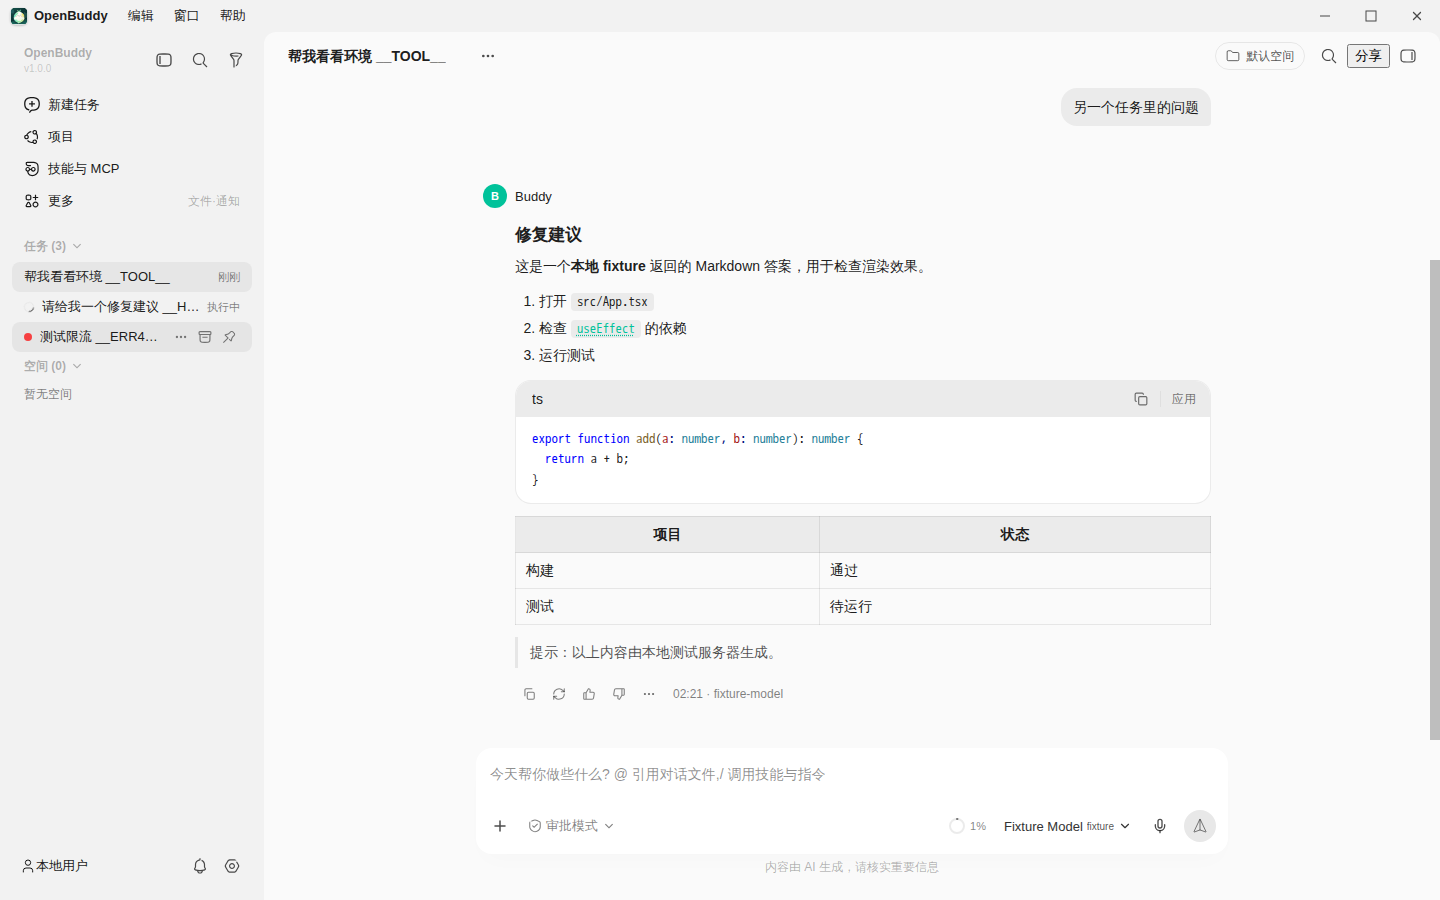 OpenBuddy 编辑 窗口 帮助
OpenBuddy
v1.0.0
新建任务
项目
技能与 MCP
更多 文件·通知
任务 (3)
帮我看看环境 __TOOL__ 刚刚
请给我一个修复建议 __H... 执行中
测试限流 __ERR4...
空间 (0)
暂无空间
本地用户
帮我看看环境 __TOOL__
默认空间 分享
另一个任务里的问题
B Buddy
修复建议
这是一个本地 fixture 返回的 Markdown 答案，用于检查渲染效果。
1. 打开 src/App.tsx
2. 检查 useEffect 的依赖
3. 运行测试
ts 应用
export function add(a: number, b: number): number {
  return a + b;
}
项目 状态
构建 通过
测试 待运行
提示：以上内容由本地测试服务器生成。
02:21 · fixture-model
今天帮你做些什么? @ 引用对话文件,/ 调用技能与指令
审批模式 1% Fixture Model fixture
内容由 AI 生成，请核实重要信息